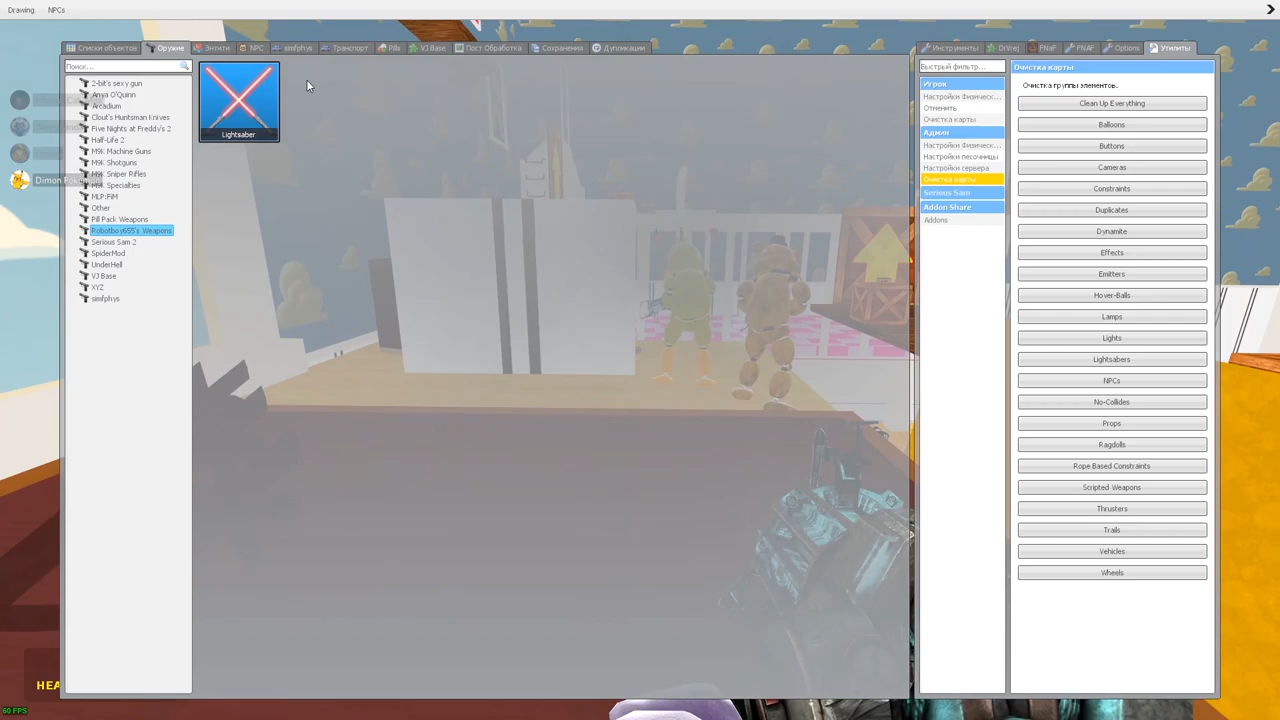 Drawing NPCs
Списки объектов Оружие Энтити NPC simfphys Транспорт Pills VJ Base Пост Обработка Сохранения Дупликации
Инструменты DrVrej FNaF FNAF Options Утилиты
Поиск...
2-bit's sexy gun
Anya O'Quinn
Arcadium
Clout's Huntsman Knives
Five Nights at Freddy's 2
Half-Life 2
M9K Machine Guns
M9K Shotguns
M9K Sniper Rifles
M9K Specialties
MLP:FiM
Other
Pill Pack Weapons
Robotboy655's Weapons
Serious Sam 2
SpiderMod
UnderHell
VJ Base
XYZ
simfphys
Dimon
Lightsaber
Быстрый фильтр...
Игрок
Настройки Физическ...
Отменить
Очистка карты
Админ
Настройки Физическ...
Настройки песочницы
Настройки сервера
Очистка карты
Serious Sam
Addon Share
Addons
Очистка карты
Очистка группы элементов.
Clean Up Everything
Balloons
Buttons
Cameras
Constraints
Duplicates
Dynamite
Effects
Emitters
Hover-Balls
Lamps
Lights
Lightsabers
NPCs
No-Collides
Props
Ragdolls
Rope Based Constraints
Scripted Weapons
Thrusters
Trails
Vehicles
Wheels
HEA
60 FPS